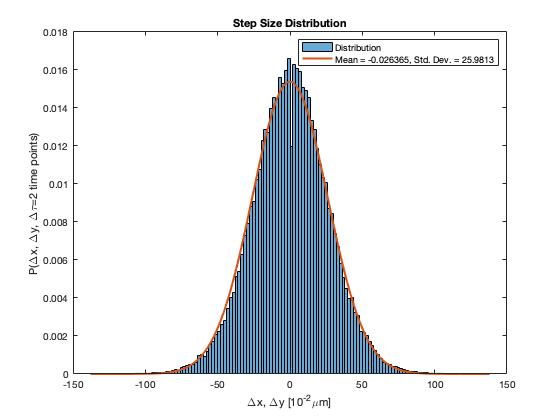 Step Size Distribution
Distribution
Mean = -0.026365, Std. Dev. = 25.9813
0.018
0.016
0.014
0.012
0.01
0.008
0.006
0.004
0.002
0
P(Δx, Δy, Δτ=2 time points)
-150 -100 -50 0 50 100 150
Δx, Δy [10⁻² μm]